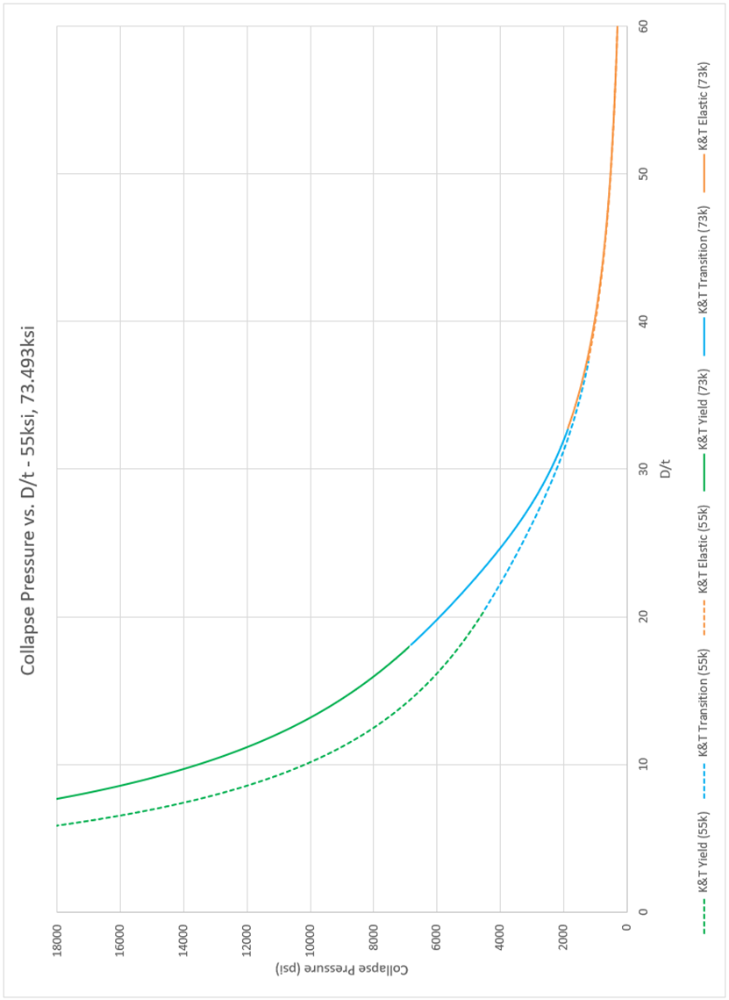 Collapse Pressure vs. D/t - 55ksi, 73.493ksi
Collapse Pressure (psi)
18000
16000
14000
12000
10000
8000
6000
4000
2000
0
0 10 20 30 40 50 60
D/t
K&T Yield (55k) K&T Transition (55k) K&T Elastic (55k) K&T Yield (73k) K&T Transition (73k) K&T Elastic (73k)